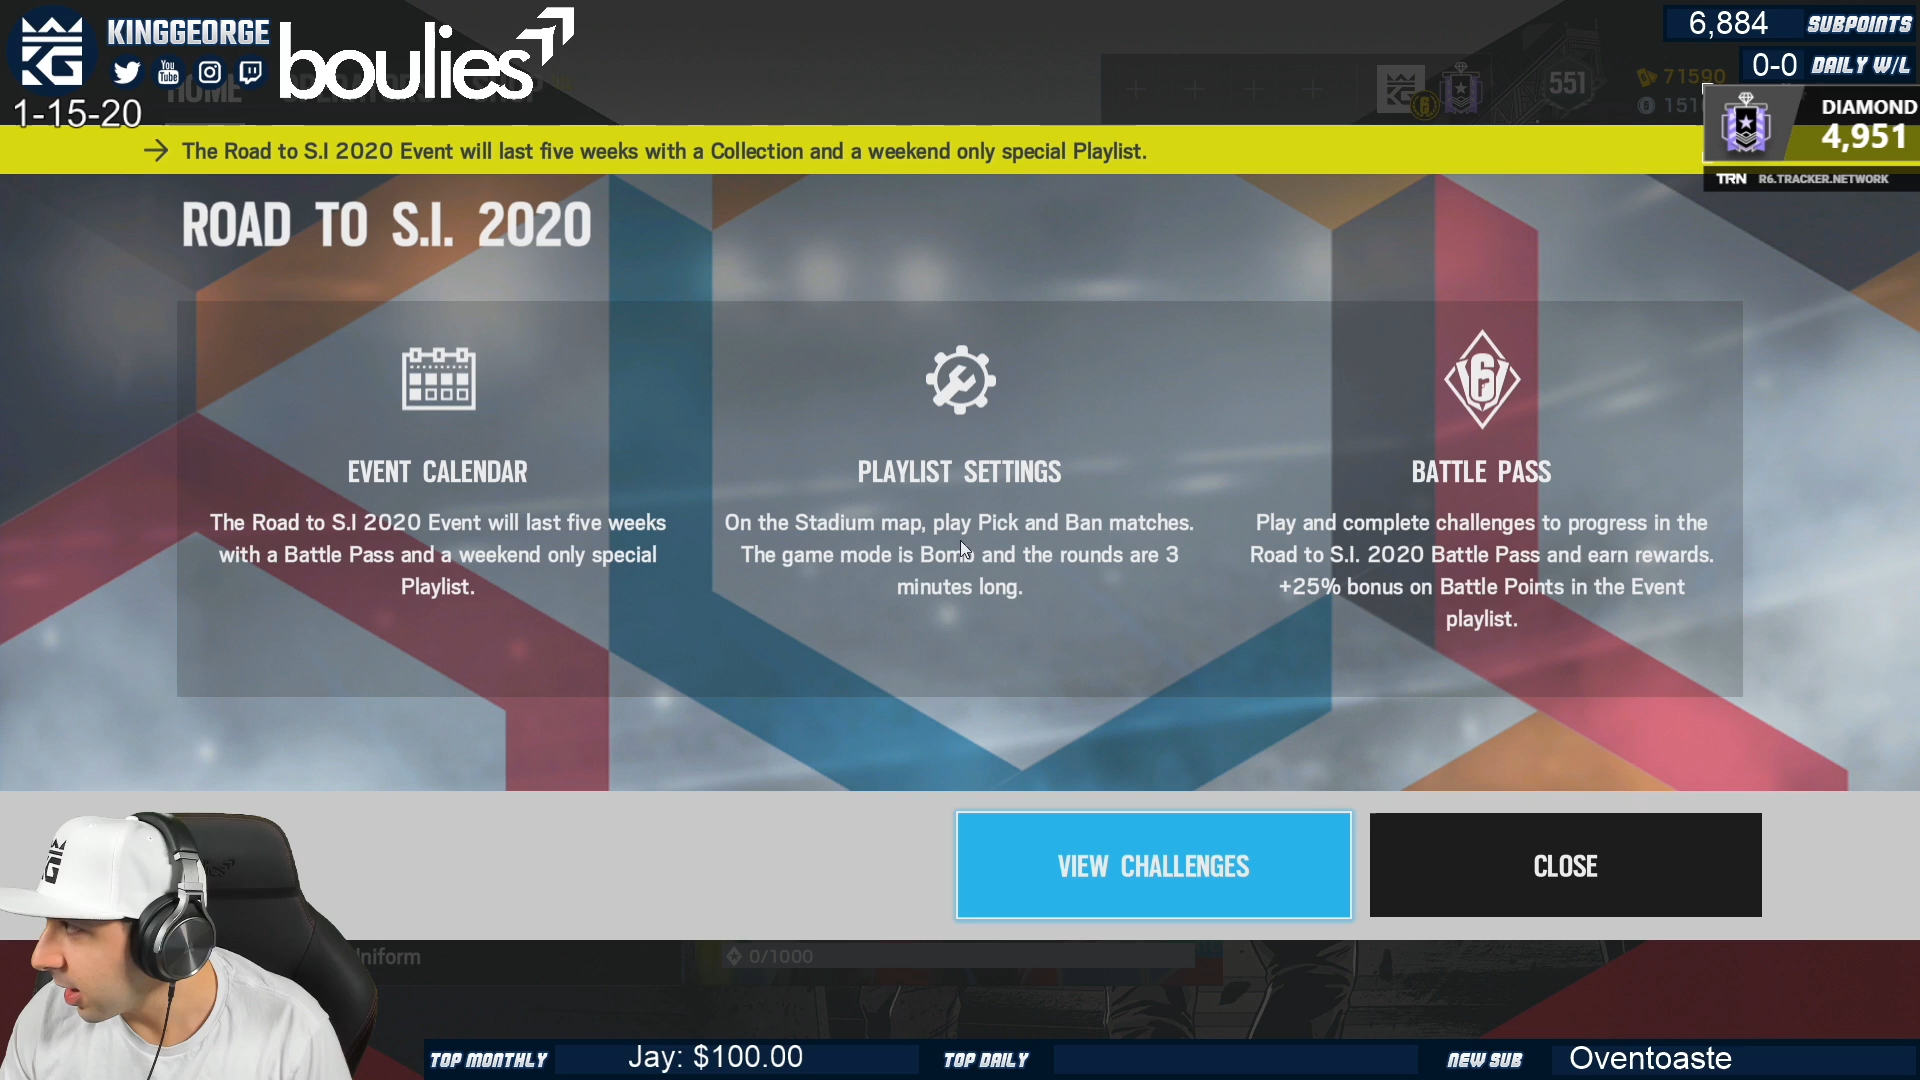 KINGGEORGE
boulies
6,884 SUBPOINTS
0-0 DAILY W/L
HOME
551
71590
1-15-20
DIAMOND
4,951
TRN R6.TRACKER.NETWORK
The Road to S.I 2020 Event will last five weeks with a Collection and a weekend only special Playlist.
ROAD TO S.I. 2020
EVENT CALENDAR
The Road to S.I 2020 Event will last five weeks
with a Battle Pass and a weekend only special
Playlist.
PLAYLIST SETTINGS
On the Stadium map, play Pick and Ban matches.
The game mode is Bomb and the rounds are 3
minutes long.
BATTLE PASS
Play and complete challenges to progress in the
Road to S.I. 2020 Battle Pass and earn rewards.
+25% bonus on Battle Points in the Event
playlist.
VIEW CHALLENGES
CLOSE
0/1000
TOP MONTHLY Jay: $100.00
TOP DAILY
NEW SUB Oventoaste